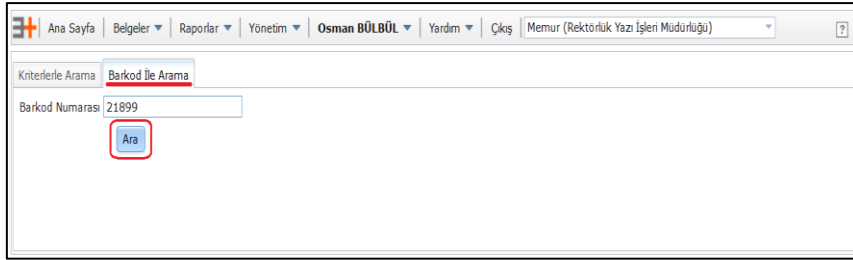 Ana Sayfa Belgeler Raporlar Yönetim Osman BÜLBÜL Yardım Çıkış Memur (Rektörlük Yazı İşleri Müdürlüğü) ?
Kriterlerle Arama Barkod İle Arama
Barkod Numarası 21899
Ara